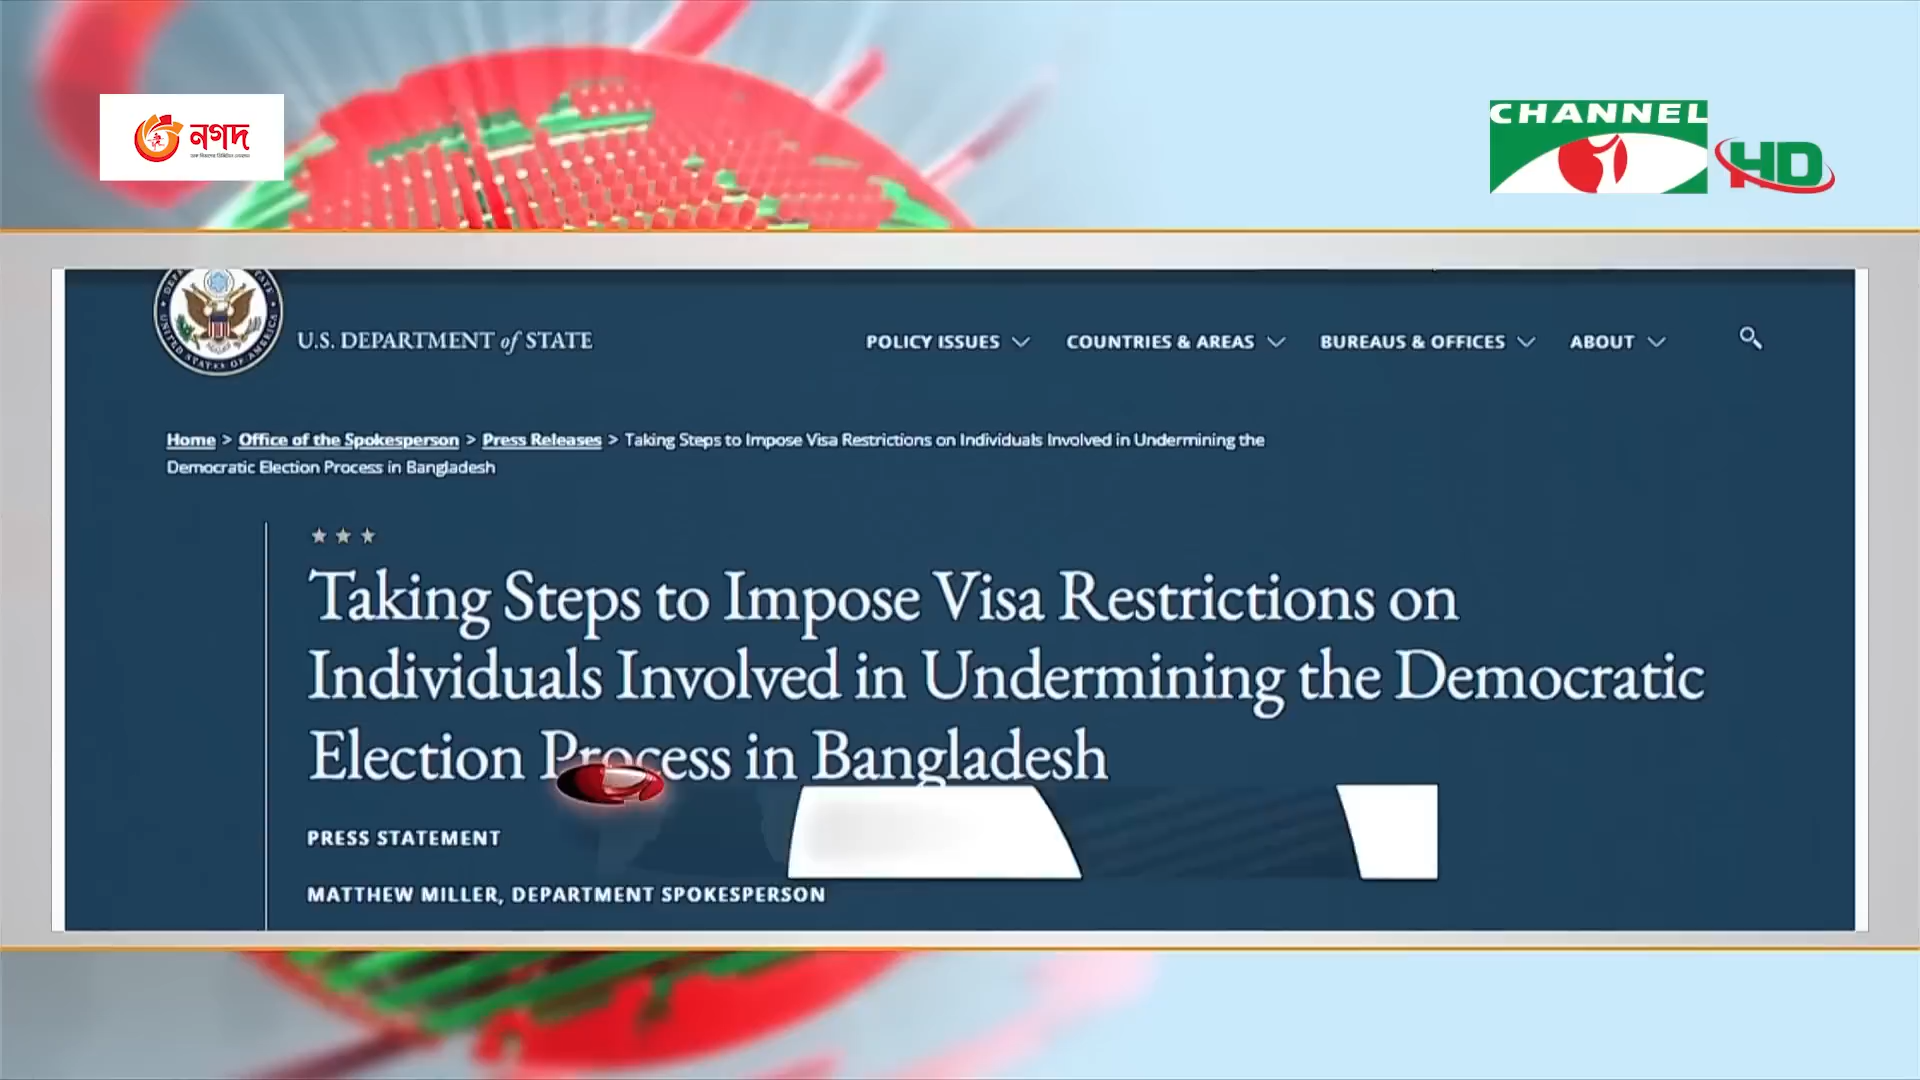 নগদ
CHANNEL
HD
U.S. DEPARTMENT of STATE
POLICY ISSUES
COUNTRIES & AREAS
BUREAUS & OFFICES
ABOUT
Home > Office of the Spokesperson > Press Releases > Taking Steps to Impose Visa Restrictions on Individuals Involved in Undermining the
Democratic Election Process in Bangladesh
Taking Steps to Impose Visa Restrictions on
Individuals Involved in Undermining the Democratic
Election Process in Bangladesh
PRESS STATEMENT
MATTHEW MILLER, DEPARTMENT SPOKESPERSON